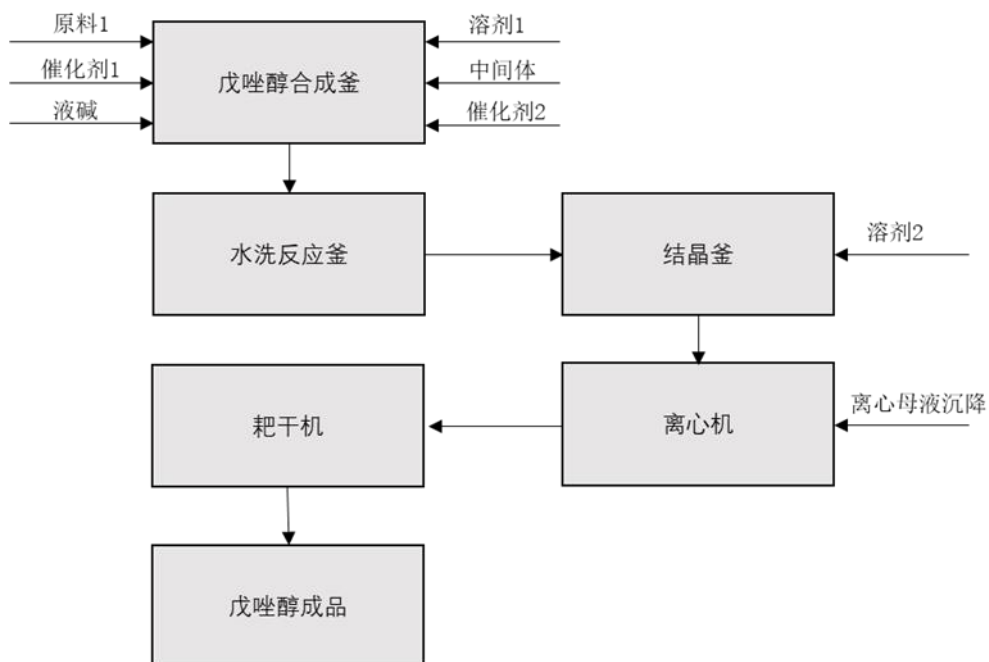 原料1
溶剂1
催化剂1
戊唑醇合成釜
中间体
液碱
催化剂2
水洗反应釜
结晶釜
溶剂2
耙干机
离心机
离心母液沉降
戊唑醇成品